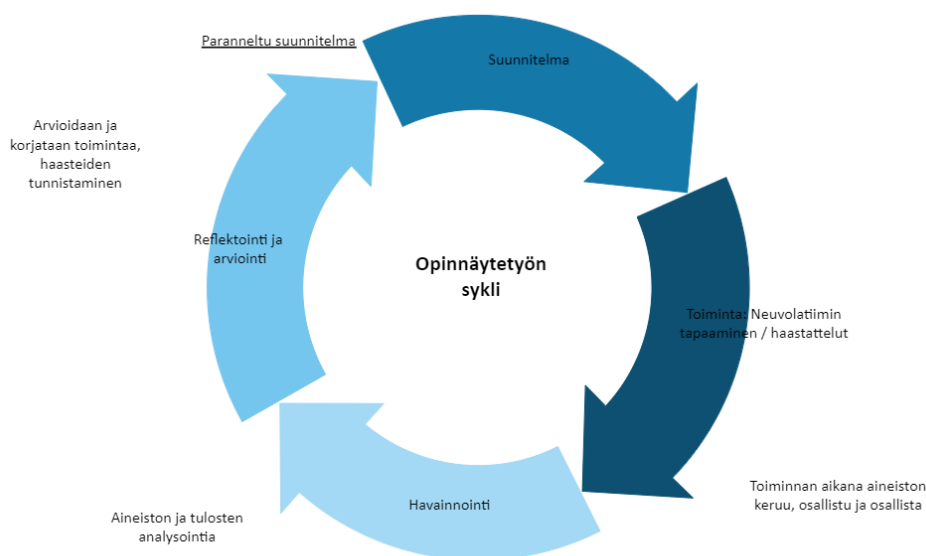 Paranneltu suunnitelma
Suunnitelma
Arvioidaan ja
korjataan toimintaa,
haasteiden
tunnistaminen
Reflektointi ja
arviointi
Opinnäytetyön
sykli
Toiminta: Neuvolatiimin
tapaaminen / haastattelut
Toiminnan aikana aineiston
keruu, osallistu ja osallista
Havainnointi
Aineiston ja tulosten
analysointia